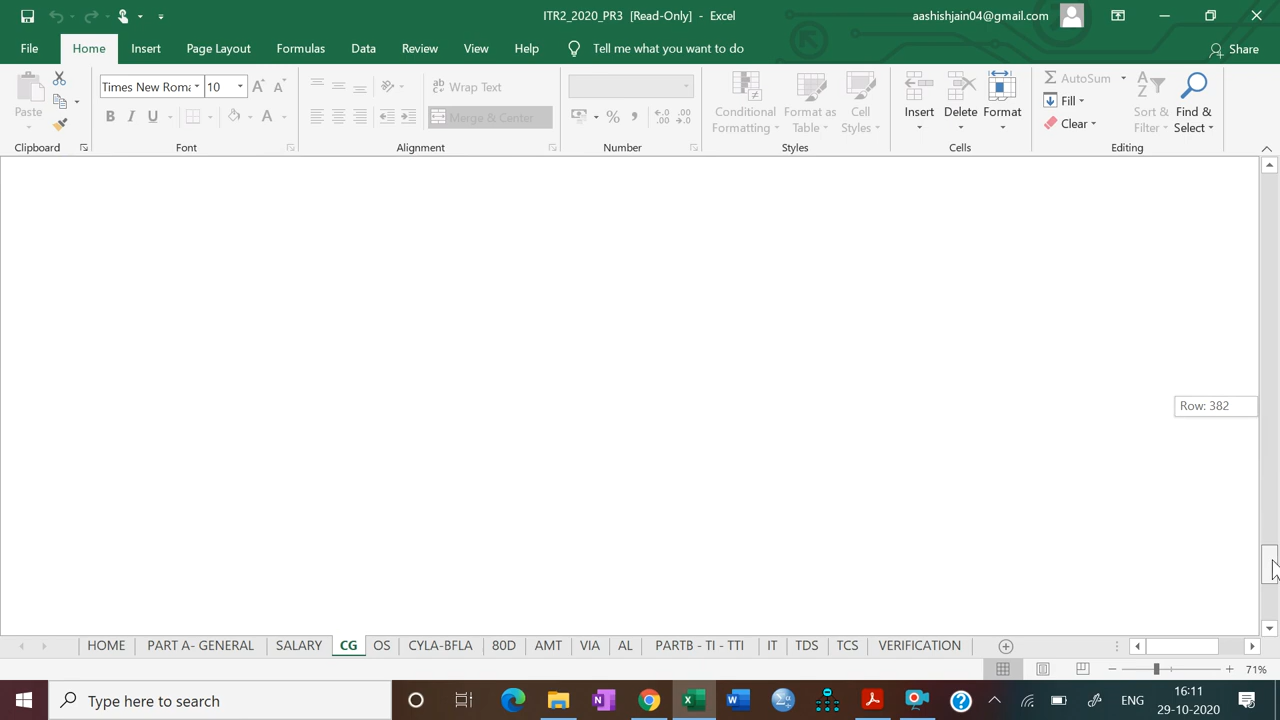 ITR2_2020_PR3 [Read-Only] - Excel
aashishjain04@gmail.com
File Home Insert Page Layout Formulas Data Review View Help Tell me what you want to do Share
Paste
Clipboard
Times New Roma 10
B I U A
Font
Wrap Text
Merge & Center
Alignment
% ,
Number
Conditional Formatting
Format as Table
Cell Styles
Styles
Insert Delete Format
Cells
AutoSum
Fill
Clear
Sort & Filter
Find & Select
Editing
Row: 382
HOME PART A- GENERAL SALARY CG OS CYLA-BFLA 80D AMT VIA AL PARTB - TI - TTI IT TDS TCS VERIFICATION
71%
Type here to search
ENG
16:11
29-10-2020